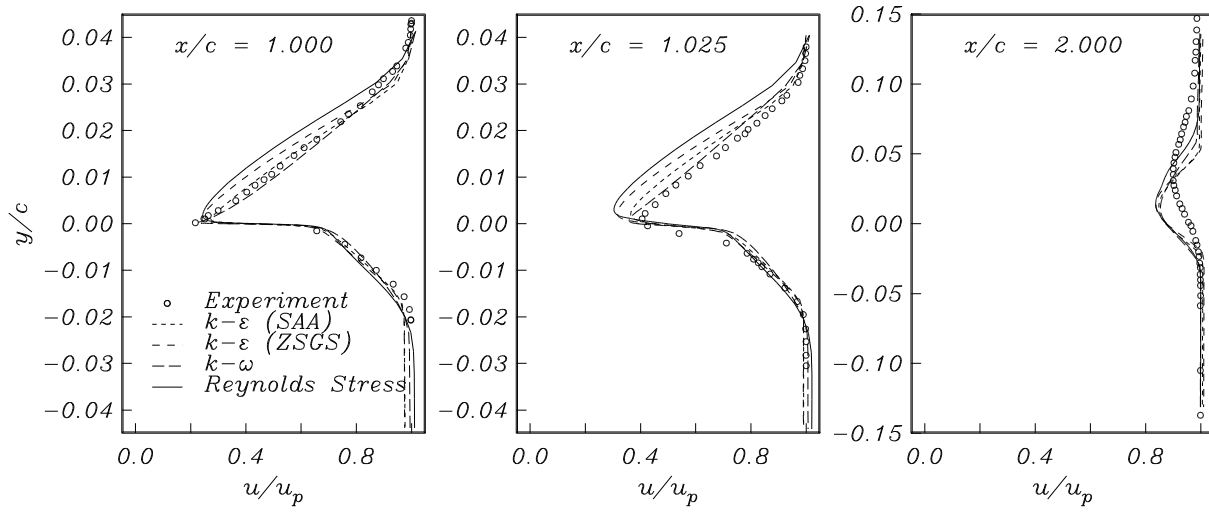 x/c = 1.000
x/c = 1.025
x/c = 2.000
0.04
0.03
0.02
0.01
0.00
−0.01
−0.02
−0.03
−0.04
y/c
Experiment
k−ε (SAA)
k−ε (ZSGS)
k−ω
Reynolds Stress
0.04
0.03
0.02
0.01
0.00
−0.01
−0.02
−0.03
−0.04
0.15
0.10
0.05
0.00
−0.05
−0.10
−0.15
0.0 0.4 0.8
0.0 0.4 0.8
0.0 0.4 0.8
u/up
u/up
u/up